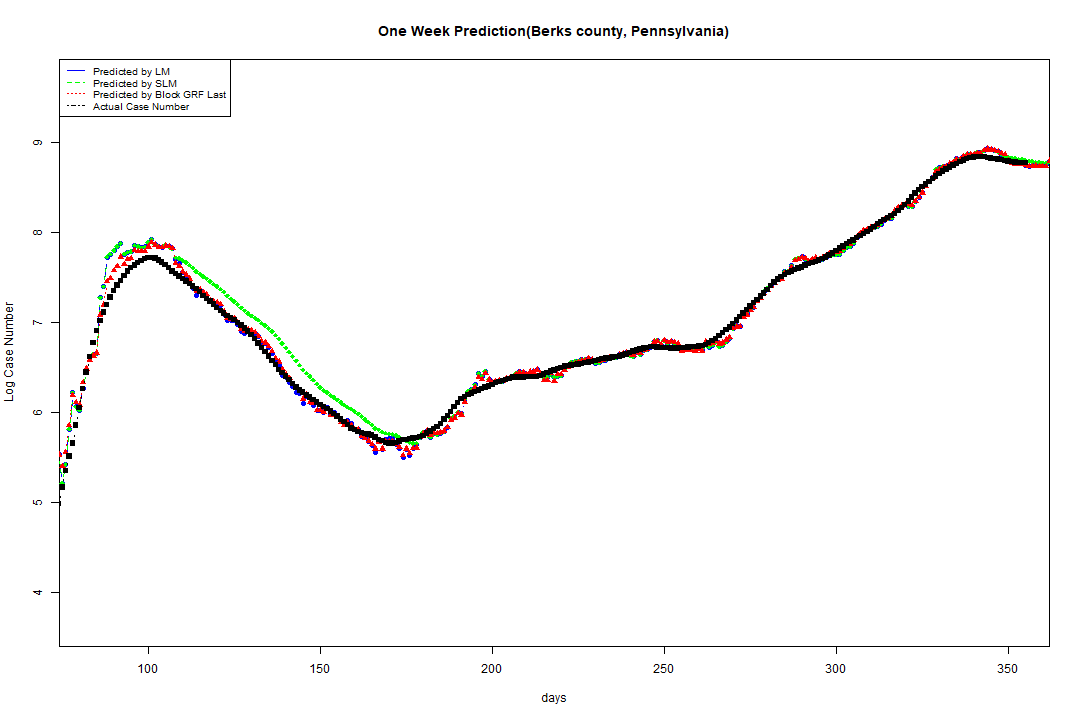 One Week Prediction(Berks county, Pennsylvania)
Predicted by LM
Predicted by SLM
Predicted by Block GRF Last
Actual Case Number
9
8
7
6
5
4
Log Case Number
100 150 200 250 300 350
days